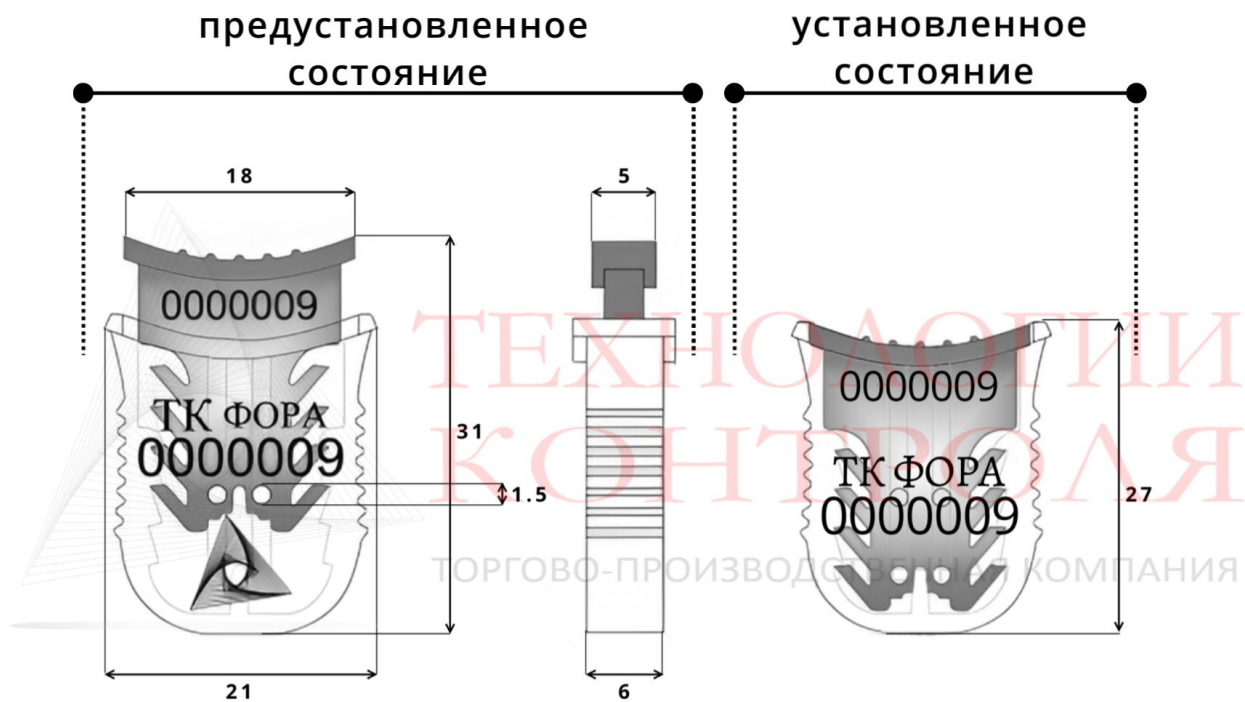 предустановленное
состояние
установленное
состояние
18
5
0000009
ТК ФОРА
0000009
31
1.5
21
6
0000009
ТК ФОРА
0000009
27
ТЕХНОЛОГИИ
КОНТРОЛЯ
ТОРГОВО-ПРОИЗВОДСТВЕННАЯ КОМПАНИЯ